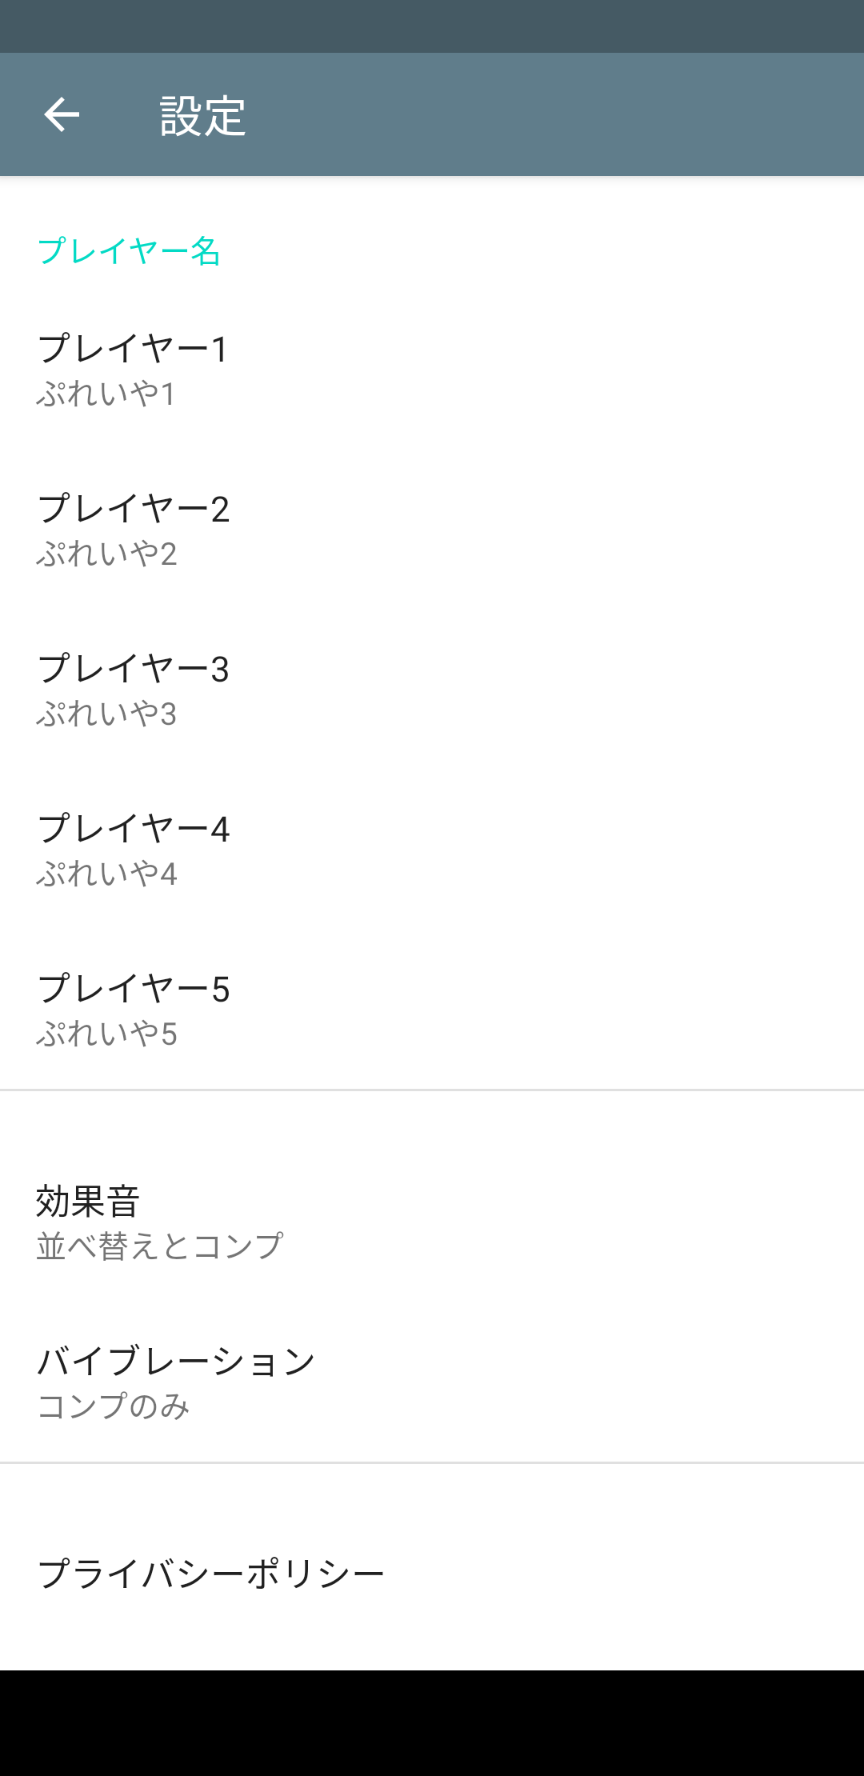 設定
プレイヤー名
プレイヤー1
ぷれいや1
プレイヤー2
ぷれいや2
プレイヤー3
ぷれいや3
プレイヤー4
ぷれいや4
プレイヤー5
ぷれいや5
効果音
並べ替えとコンプ
バイブレーション
コンプのみ
プライバシーポリシー